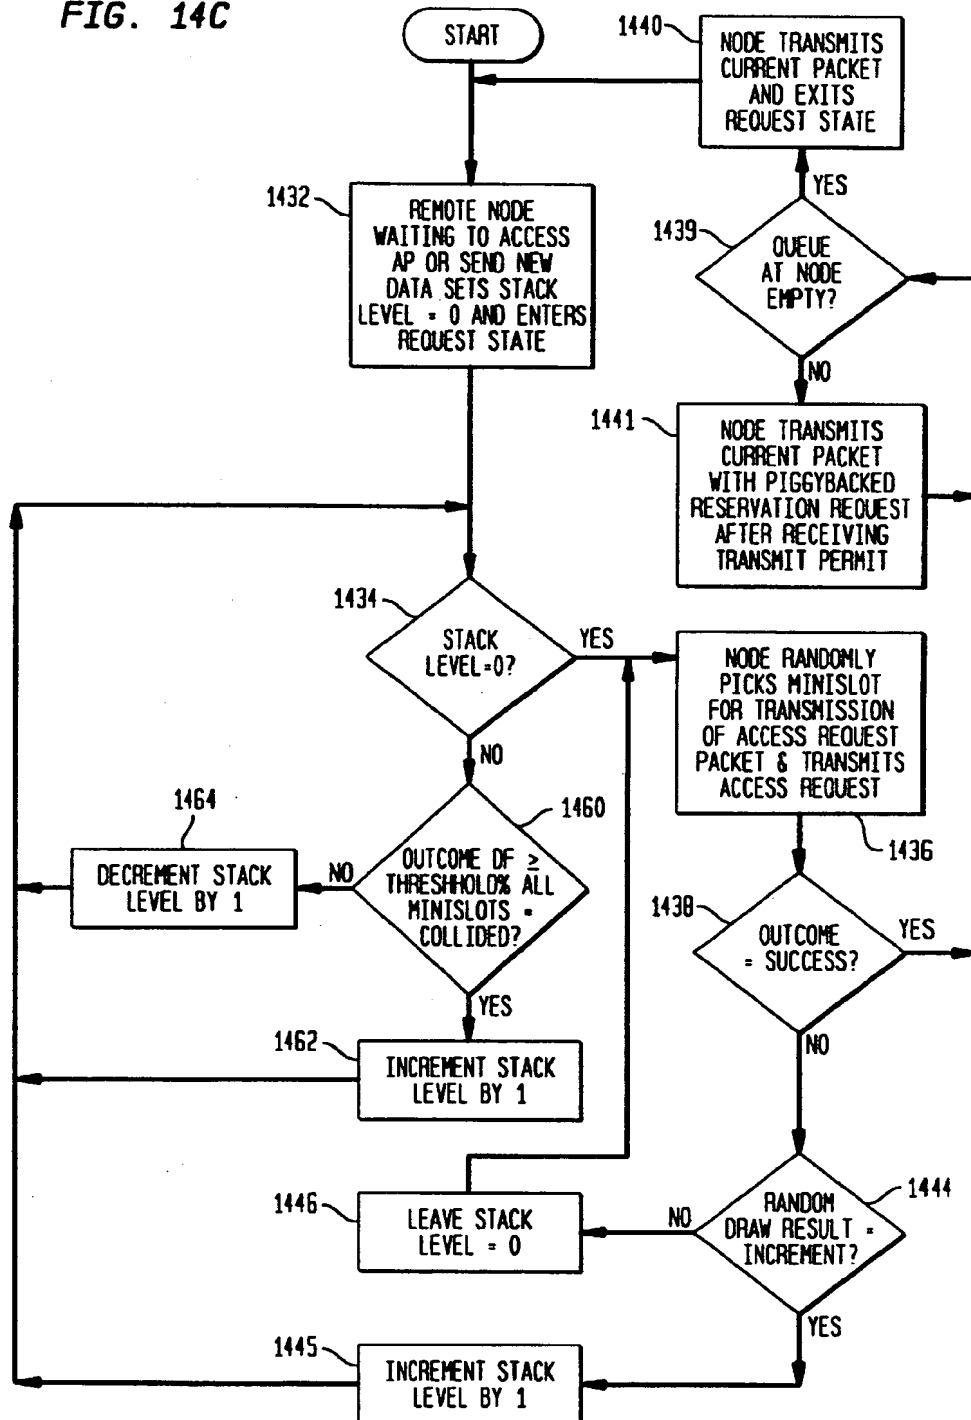 FIG. 14C
START
1440
NODE TRANSMITS
CURRENT PACKET
AND EXITS
REQUEST STATE
YES
1432
REMOTE NODE
WAITING TO ACCESS
AP OR SEND NEW
DATA SETS STACK
LEVEL = 0 AND ENTERS
REQUEST STATE
1439
QUEUE
AT NODE
EMPTY?
NO
1441
NODE TRANSMITS
CURRENT PACKET
WITH PIGGYBACKED
RESERVATION REQUEST
AFTER RECEIVING
TRANSMIT PERMIT
1434
STACK
LEVEL=0?
YES
NO
NODE RANDOMLY
PICKS MINISLOT
FOR TRANSMISSION
OF ACCESS REQUEST
PACKET & TRANSMITS
ACCESS REQUEST
1436
1464
DECREMENT STACK
LEVEL BY 1
NO
1460
OUTCOME OF ≥
THRESHHOLD% ALL
MINISLOTS =
COLLIDED?
YES
1438
OUTCOME
= SUCCESS?
YES
NO
1462
INCREMENT STACK
LEVEL BY 1
1446
LEAVE STACK
LEVEL = 0
NO
1444
RANDOM
DRAW RESULT =
INCREMENT?
YES
1445
INCREMENT STACK
LEVEL BY 1